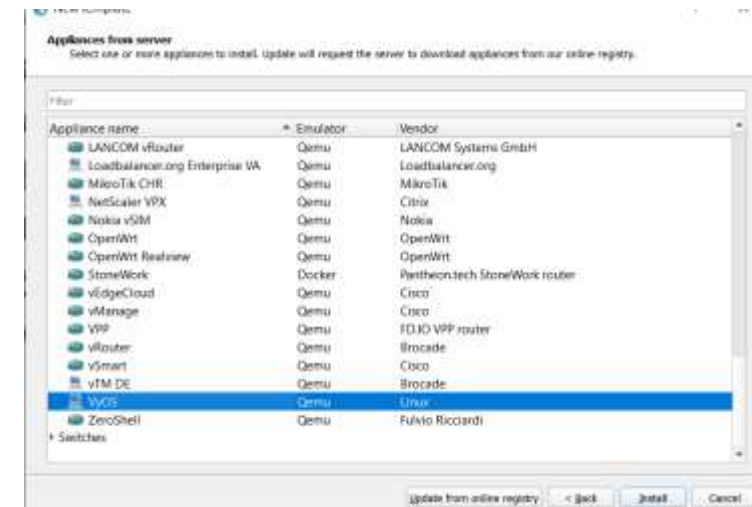 New template
Appliances from server
Select one or more appliances to install. Update will request the server to download appliances from our online registry.
Filter
Appliance name Emulator Vendor
LANCOM vRouter Qemu LANCOM Systems GmbH
Loadbalancer.org Enterprise VA Qemu Loadbalancer.org
MikroTik CHR Qemu MikroTik
NetScaler VPX Qemu Citrix
Nokia vSIM Qemu Nokia
OpenWrt Qemu OpenWrt
OpenWrt Realview Qemu OpenWrt
StoneWork Docker Pantheon.tech StoneWork router
vEdgeCloud Qemu Cisco
vManage Qemu Cisco
VPP Qemu FD.IO VPP router
vRouter Qemu Brocade
vSmart Qemu Cisco
vTM DE Qemu Brocade
VyOS Qemu Linux
ZeroShell Qemu Fulvio Ricciardi
Switches
Update from online registry < Back Install Cancel